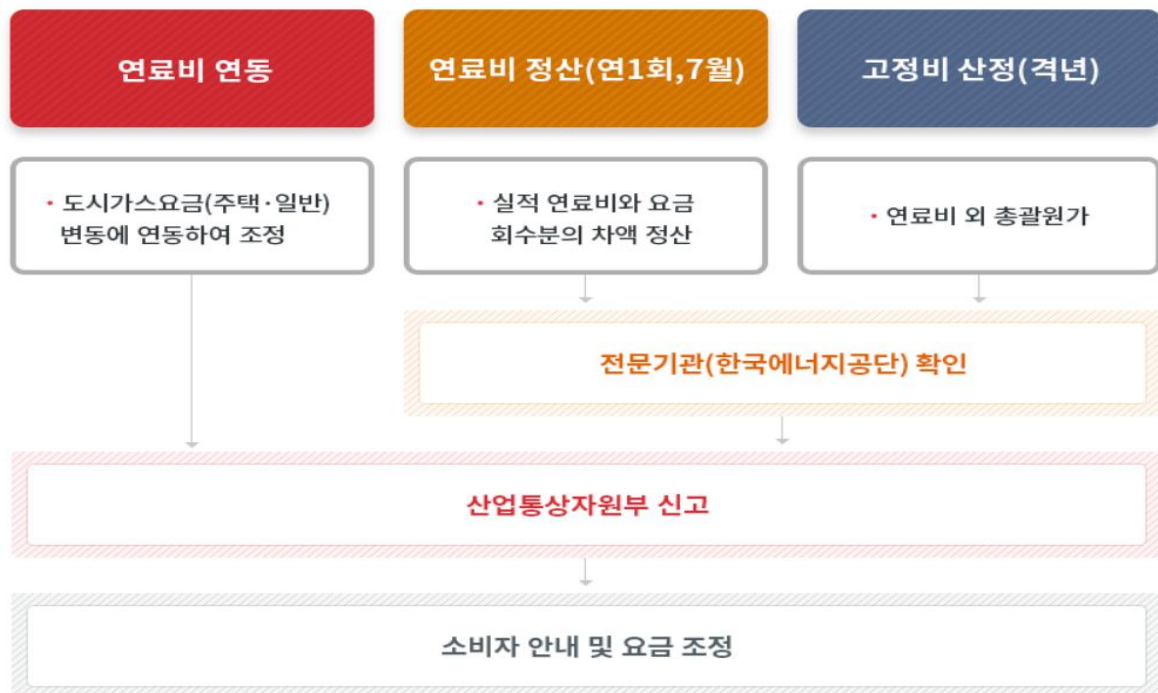 연료비 연동
연료비 정산(연1회,7월)
고정비 산정(격년)
• 도시가스요금(주택·일반)
변동에 연동하여 조정
• 실적 연료비와 요금
회수분의 차액 정산
• 연료비 외 총괄원가
전문기관(한국에너지공단) 확인
산업통상자원부 신고
소비자 안내 및 요금 조정